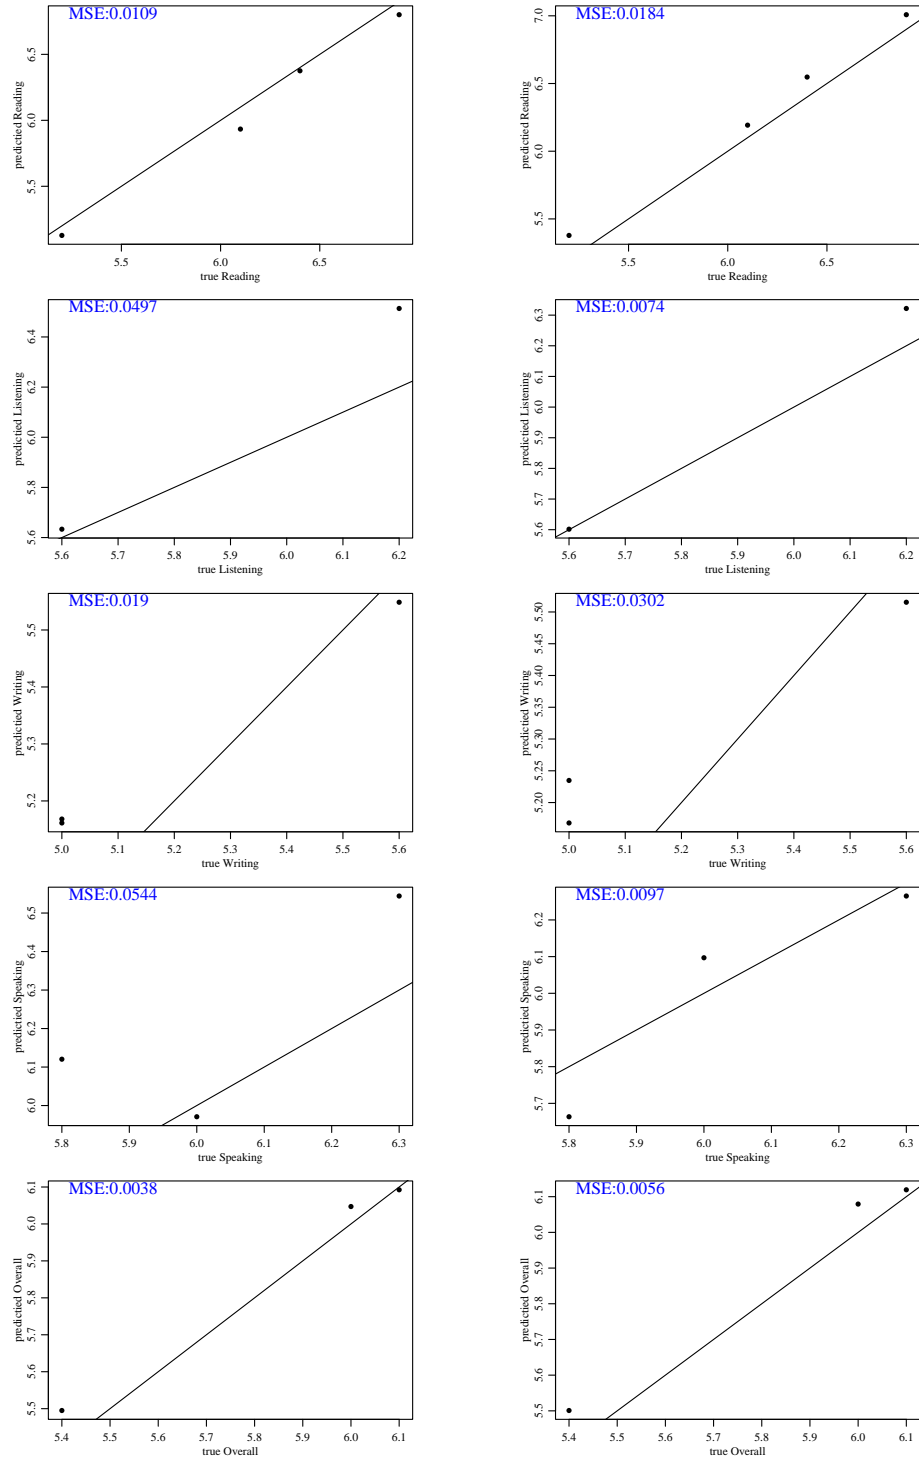 MSE:0.0109
predictied Reading
5.5 6.0 6.5
5.5 6.0 6.5
true Reading
MSE:0.0184
predictied Reading
5.5 6.0 6.5 7.0
5.5 6.0 6.5
true Reading
MSE:0.0497
predictied Listening
5.6 5.8 6.0 6.2 6.4
5.6 5.7 5.8 5.9 6.0 6.1 6.2
true Listening
MSE:0.0074
predictied Listening
5.6 5.7 5.8 5.9 6.0 6.1 6.2 6.3
5.6 5.7 5.8 5.9 6.0 6.1 6.2
true Listening
MSE:0.019
predictied Writing
5.2 5.3 5.4 5.5
5.0 5.1 5.2 5.3 5.4 5.5 5.6
true Writing
MSE:0.0302
predictied Writing
5.20 5.25 5.30 5.35 5.40 5.45 5.50
5.0 5.1 5.2 5.3 5.4 5.5 5.6
true Writing
MSE:0.0544
predictied Speaking
6.0 6.1 6.2 6.3 6.4 6.5
5.8 5.9 6.0 6.1 6.2 6.3
true Speaking
MSE:0.0097
predictied Speaking
5.7 5.8 5.9 6.0 6.1 6.2
5.8 5.9 6.0 6.1 6.2 6.3
true Speaking
MSE:0.0038
predictied Overall
5.5 5.6 5.7 5.8 5.9 6.0 6.1
5.4 5.5 5.6 5.7 5.8 5.9 6.0 6.1
true Overall
MSE:0.0056
predictied Overall
5.5 5.6 5.7 5.8 5.9 6.0 6.1
5.4 5.5 5.6 5.7 5.8 5.9 6.0 6.1
true Overall